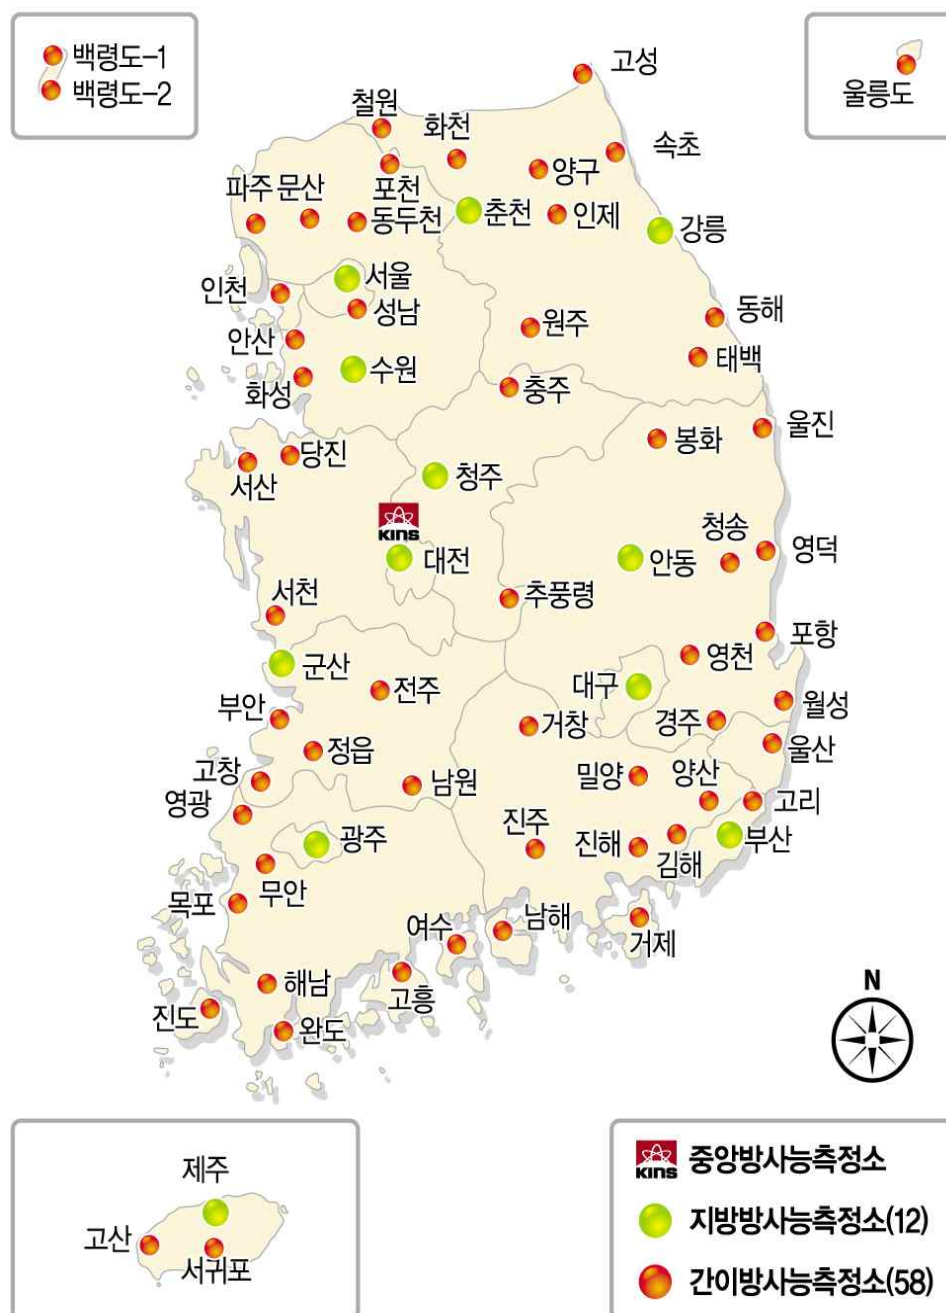 백령도-1
백령도-2
울릉도
고성
철원
화천
속초
양구
포천
파주 문산
동두천
춘천
인제
강릉
서울
인천
성남
동해
원주
안산
태백
수원
화성
충주
울진
봉화
당진
서산
청주
KINS
청송
영덕
대전
안동
추풍령
서천
포항
영천
군산
대구
전주
월성
부안
거창
경주
울산
정읍
고창
밀양
양산
남원
고리
영광
진주
진해
부산
광주
김해
무안
목포
남해
여수
거제
해남
고흥
진도
완도
N
제주
고산
서귀포
KINS 중앙방사능측정소
지방방사능측정소(12)
간이방사능측정소(58)